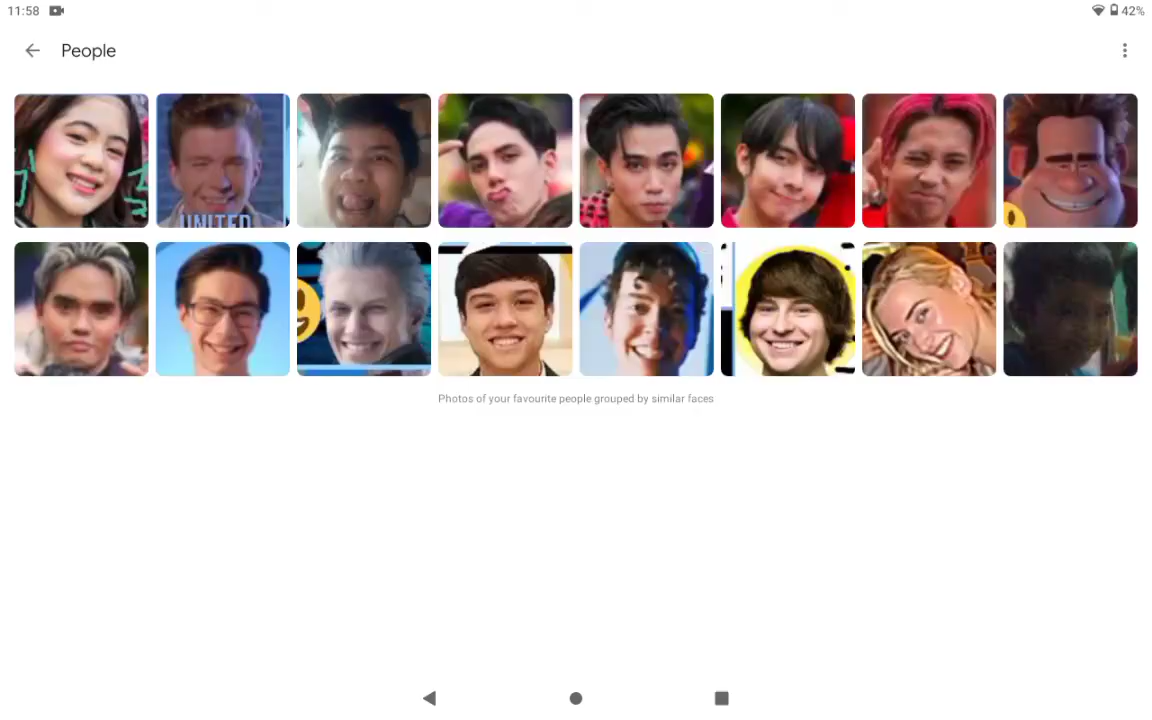 11:58
42%
People
UNITED
Photos of your favourite people grouped by similar faces